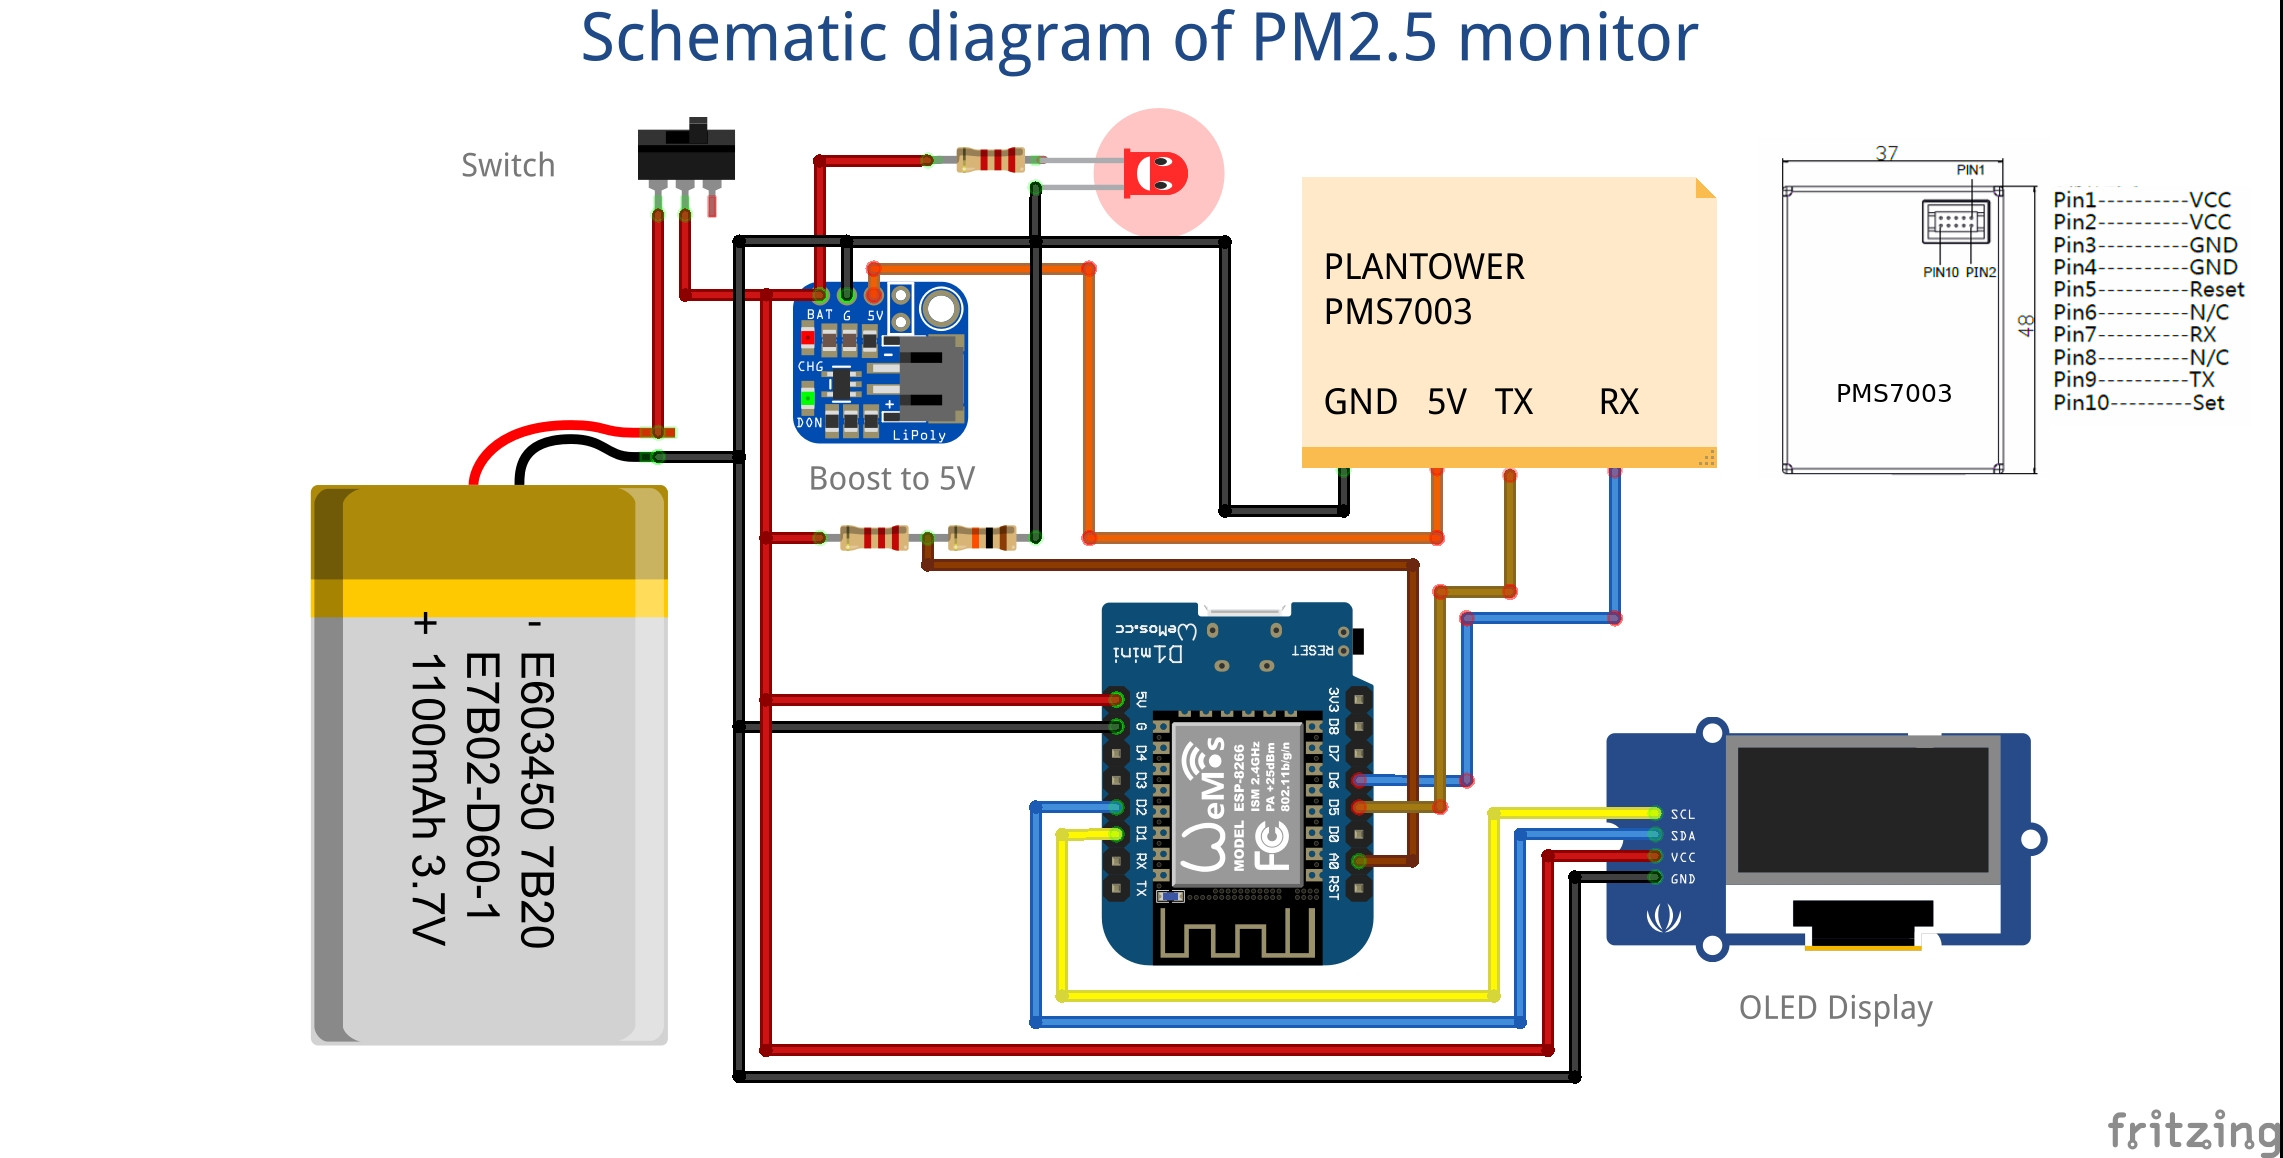 Schematic diagram of PM2.5 monitor
Switch
BAT G 5V
CHG
-
+
DON
LiPoly
Boost to 5V
PLANTOWER
PMS7003
GND 5V TX RX
37
PIN1
PIN10 PIN2
48
PMS7003
Pin1----------VCC
Pin2----------VCC
Pin3----------GND
Pin4----------GND
Pin5----------Reset
Pin6----------N/C
Pin7----------RX
Pin8----------N/C
Pin9----------TX
Pin10---------Set
- E603450 7B20
E7B02-D60-1
+ 1100mAh 3.7V
WeMos.cc
D1mini
RESET
5V
G
D4
D3
D2
D1
RX
TX
3V3
D8
D7
D6
D5
D0
A0
RST
WeMos
MODEL ESP-8266
ISM 2.4GHz
PA +25dBm
802.11b/g/n
FC
SCL
SDA
VCC
GND
OLED Display
fritzing